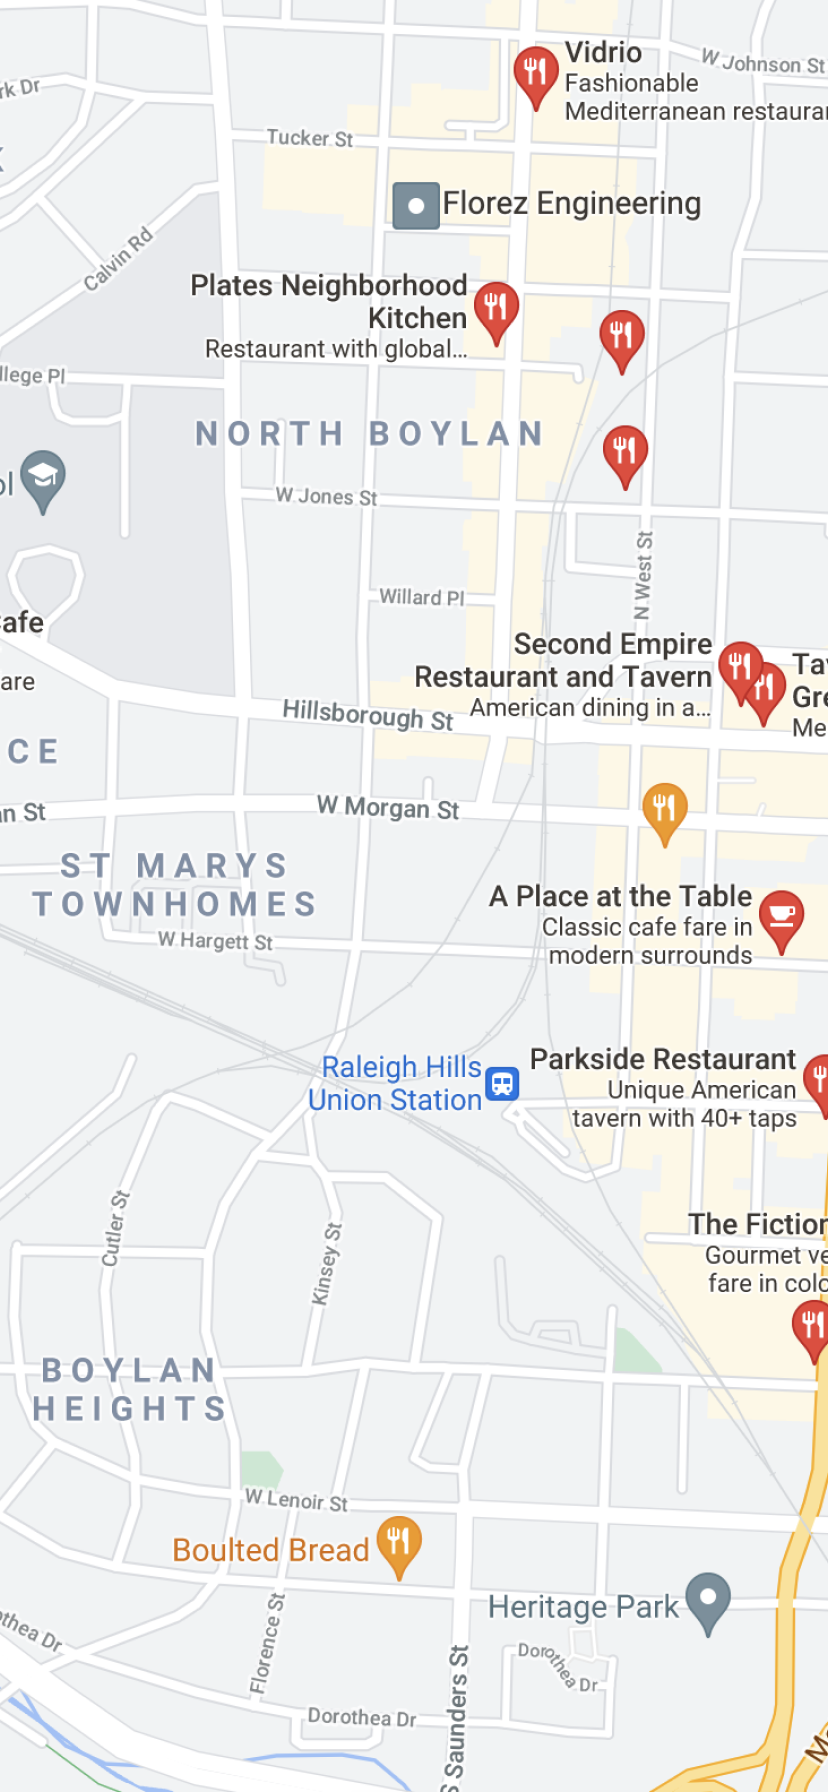 Vidrio
Fashionable
Mediterranean restaurar
W Johnson St
rk Dr
Tucker St
Florez Engineering
Calvin Rd
Plates Neighborhood
Kitchen
Restaurant with global...
llege Pl
NORTH BOYLAN
ol
W Jones St
N West St
Willard Pl
Cafe
are
Second Empire
Restaurant and Tavern
American dining in a...
Tav
Gre
Me
Hillsborough St
CE
W Morgan St
an St
ST MARYS
TOWNHOMES
A Place at the Table
Classic cafe fare in
modern surrounds
W Hargett St
Raleigh Hills
Union Station
Parkside Restaurant
Unique American
tavern with 40+ taps
Cutler St
Kinsey St
The Fiction
Gourmet ve
fare in colo
BOYLAN
HEIGHTS
W Lenoir St
Boulted Bread
Heritage Park
Florence St
othea Dr
Dorothea Dr
Dorothea Dr
S Saunders St